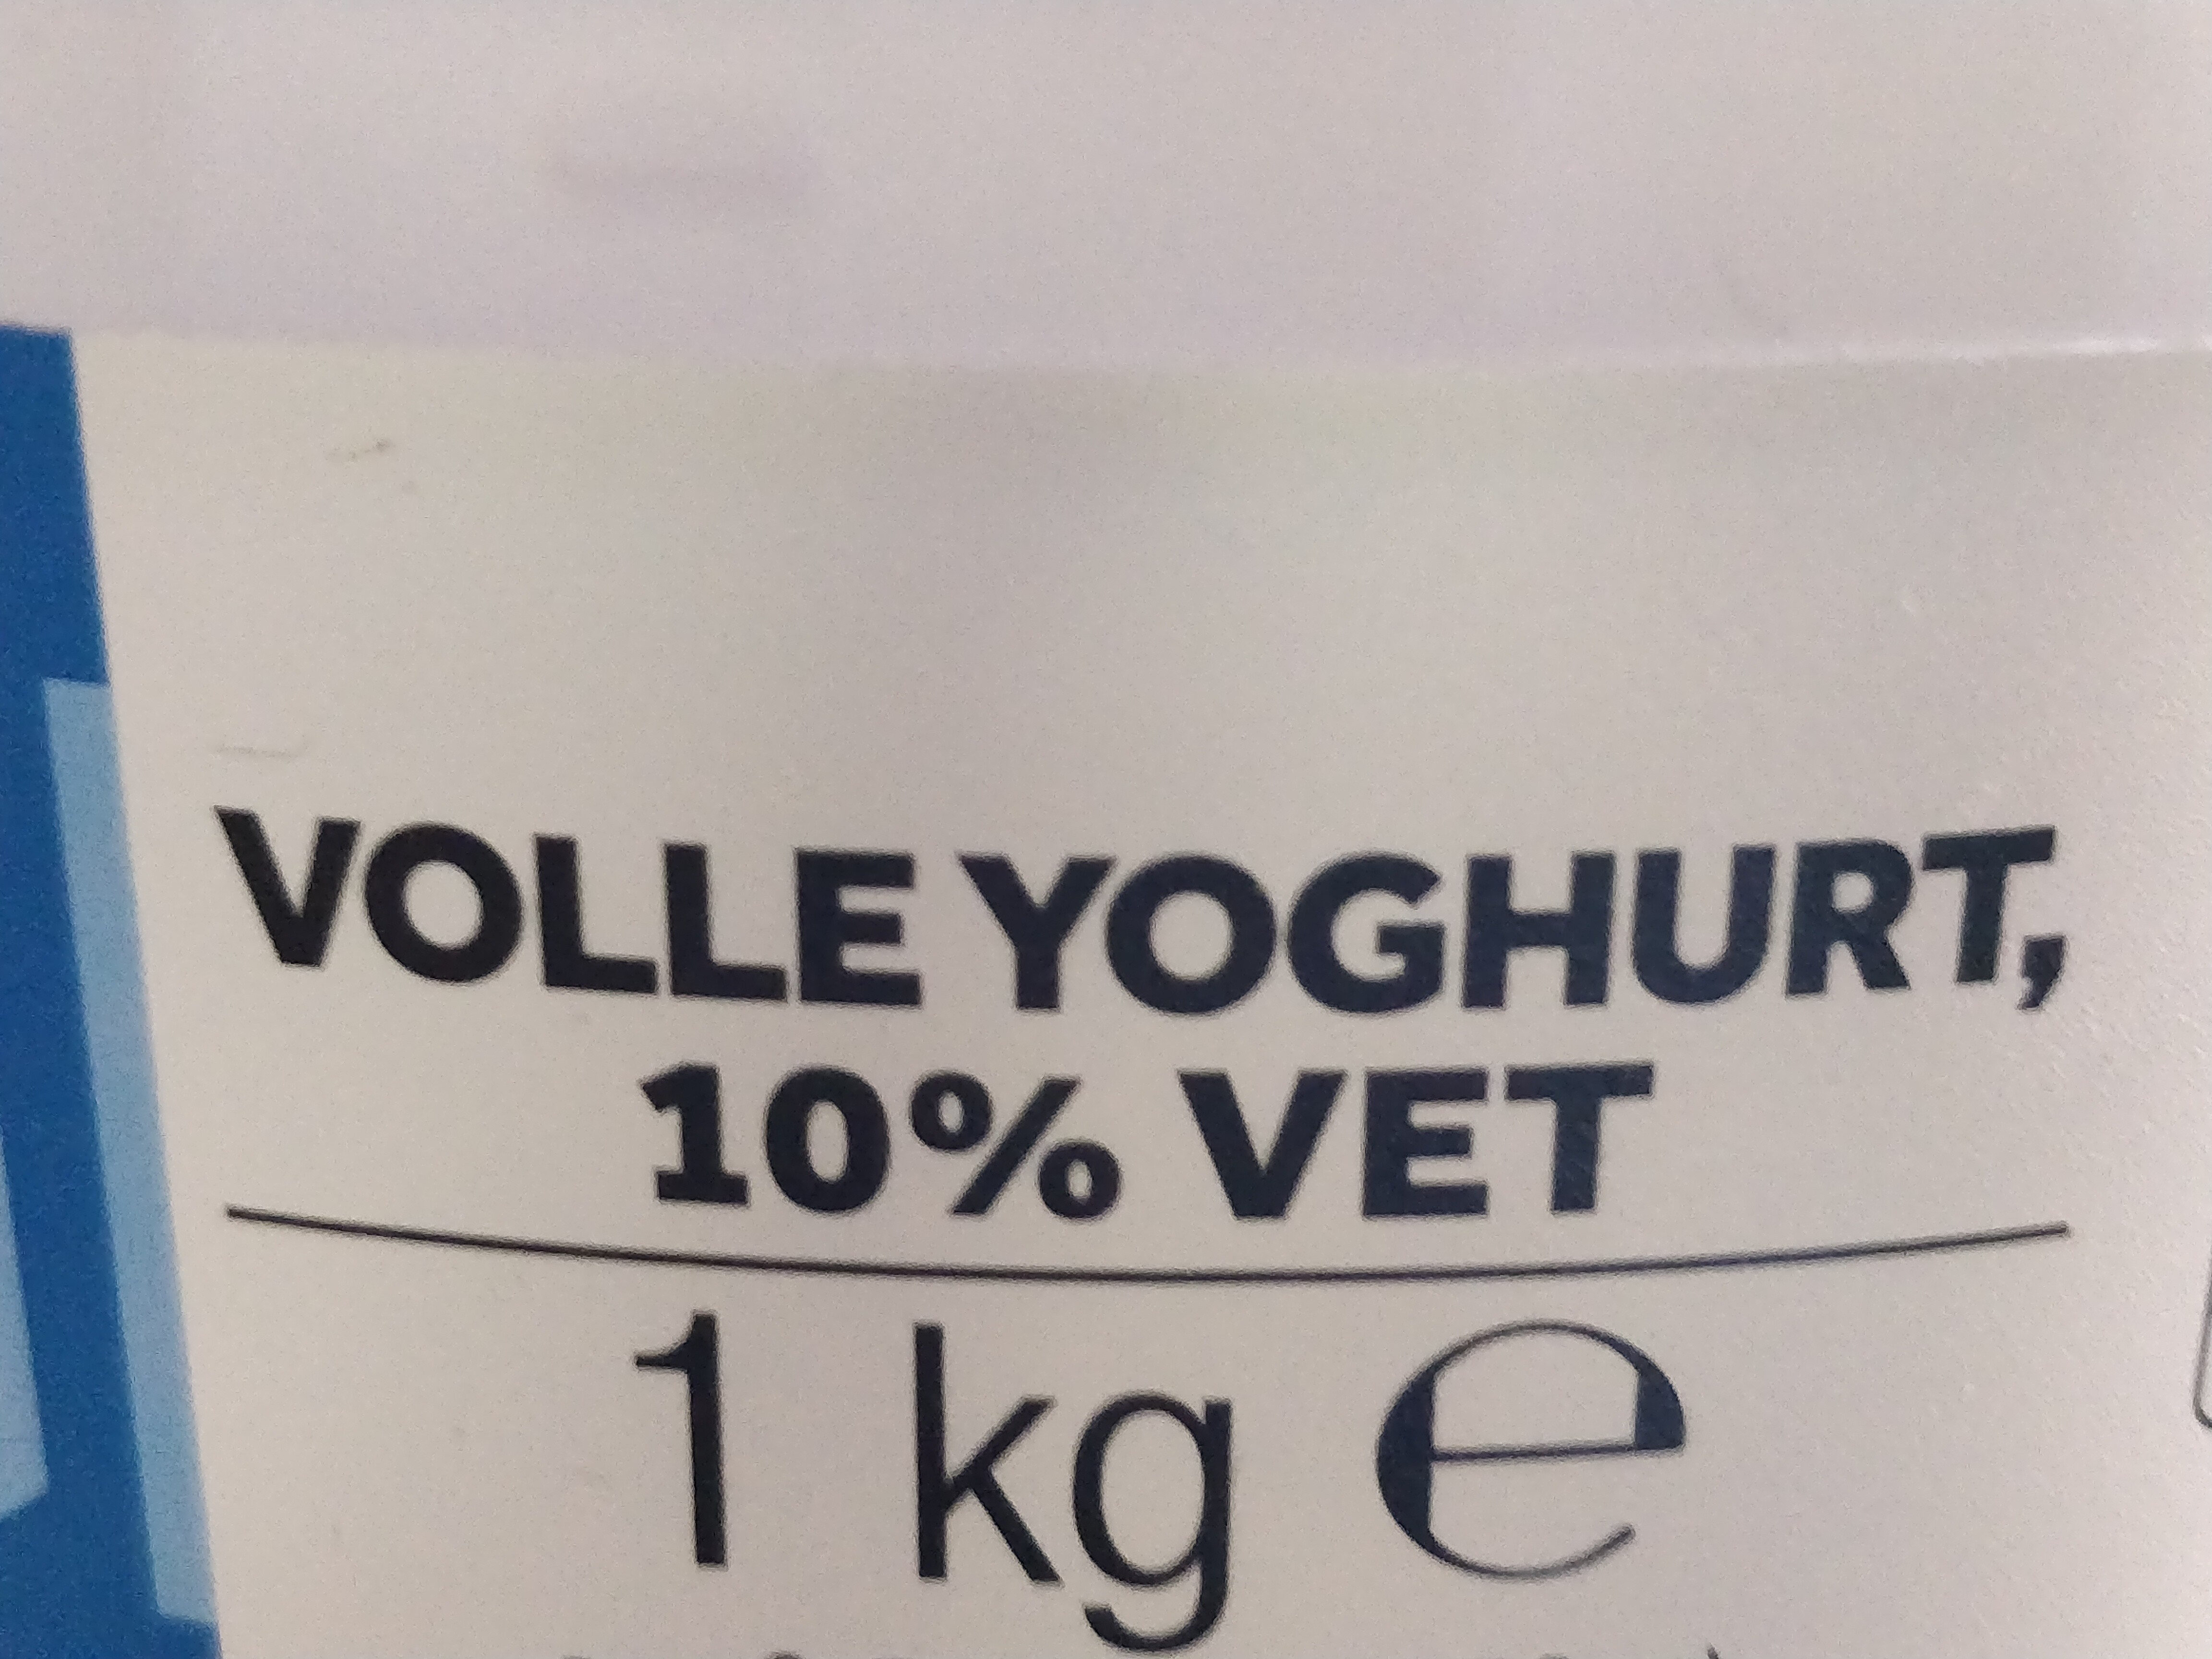 VOLLE YOGHURT,
10% VET
1 kg e